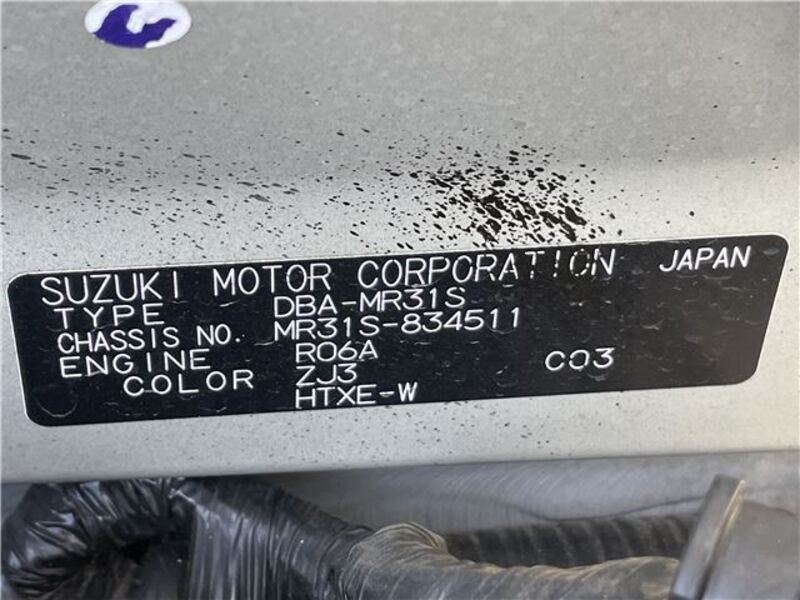 SUZUKI MOTOR CORPORATION JAPAN
TYPE DBA-MR31S
CHASSIS NO. MR31S-834511
ENGINE R06A C03
COLOR ZJ3
HTXE-W